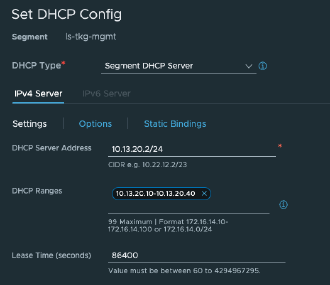 Set DHCP Config
Segment ls-tkg-mgmt
DHCP Type* Segment DHCP Server
IPv4 Server IPv6 Server
Settings Options Static Bindings
DHCP Server Address 10.13.20.2/24 *
CIDR e.g. 10.22.12.2/23
DHCP Ranges 10.13.20.10-10.13.20.40 ×
99 Maximum | Format 172.16.14.10-
172.16.14.100 or 172.16.14.0/24
Lease Time (seconds) 86400
Value must be between 60 to 4294967295.